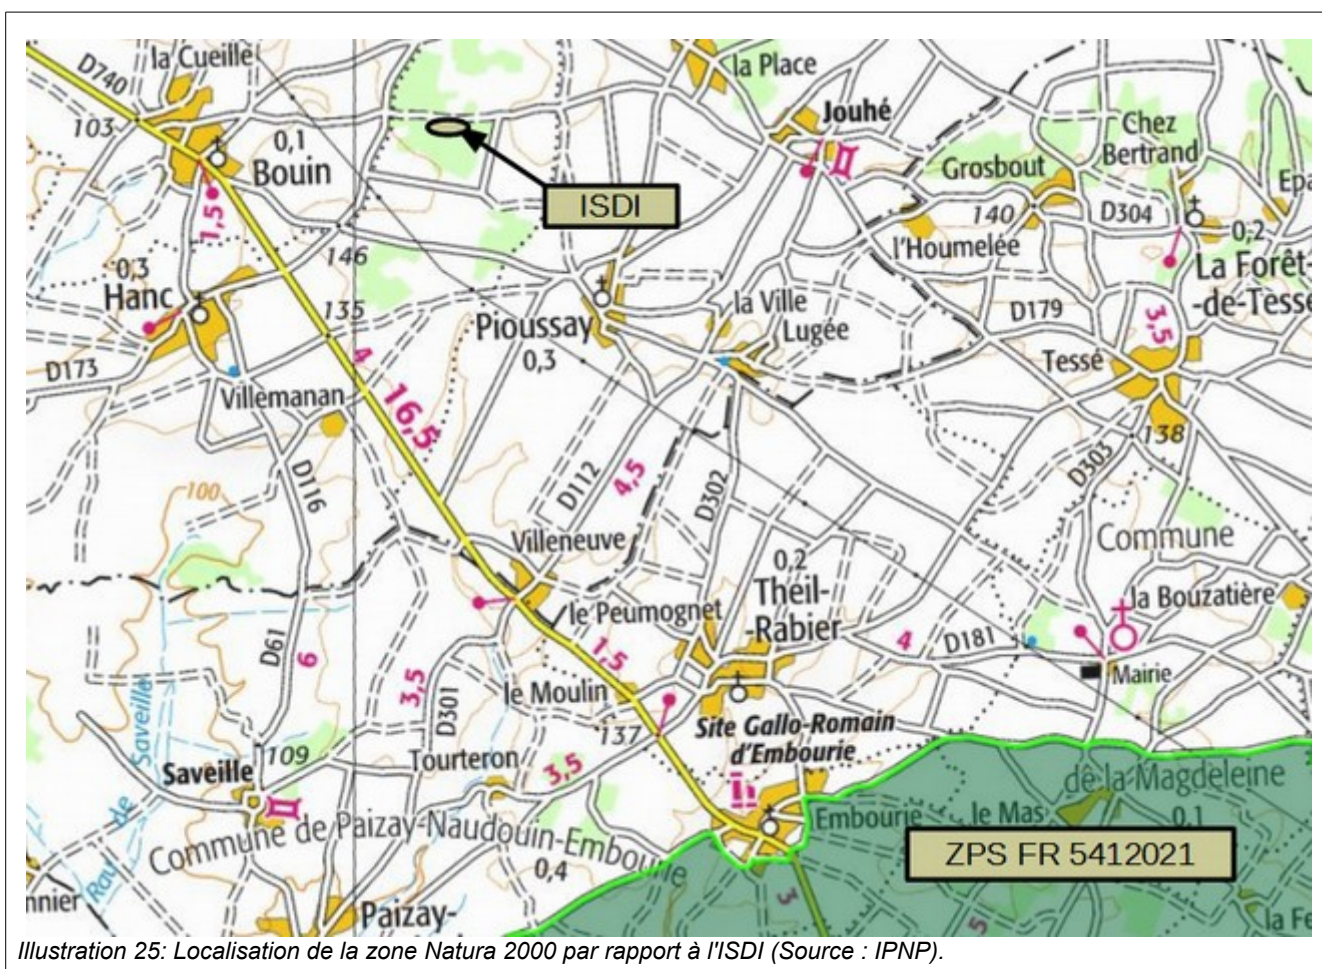 la Cueille
D740
103
0,1
Bouin
1,5
ISDI
la Place
Jouhé
Chez
Bertrand
Grosbout
140
D304
l'Houmelée
0,2
La Forêt-
-de-Tessé
146
0,3
Hanc
135
D173
Villemanan
4
16,5
Pioussay
0,3
la Ville
Lugée
D179
3,5
Tessé
138
D303
D116
100
D112
4,5
D302
Villeneuve
le Peumognet
1,5
0,2
Theil-
-Rabier
Commune
la Bouzatière
4
D181
Mairie
D61
6
3,5
D301
le Moulin
137
Site Gallo-Romain
d'Embourie
Saveille
Rau de
109
Saveille
Tourteron
3,5
Commune de Paizay-Naudouin-Embourie
0,4
Embourie
de la Magdeleine
le Mas
0,1
ZPS FR 5412021
3
5
nnier
Paizay-
la Fe
Epa
Illustration 25: Localisation de la zone Natura 2000 par rapport à l'ISDI (Source : IPNP).